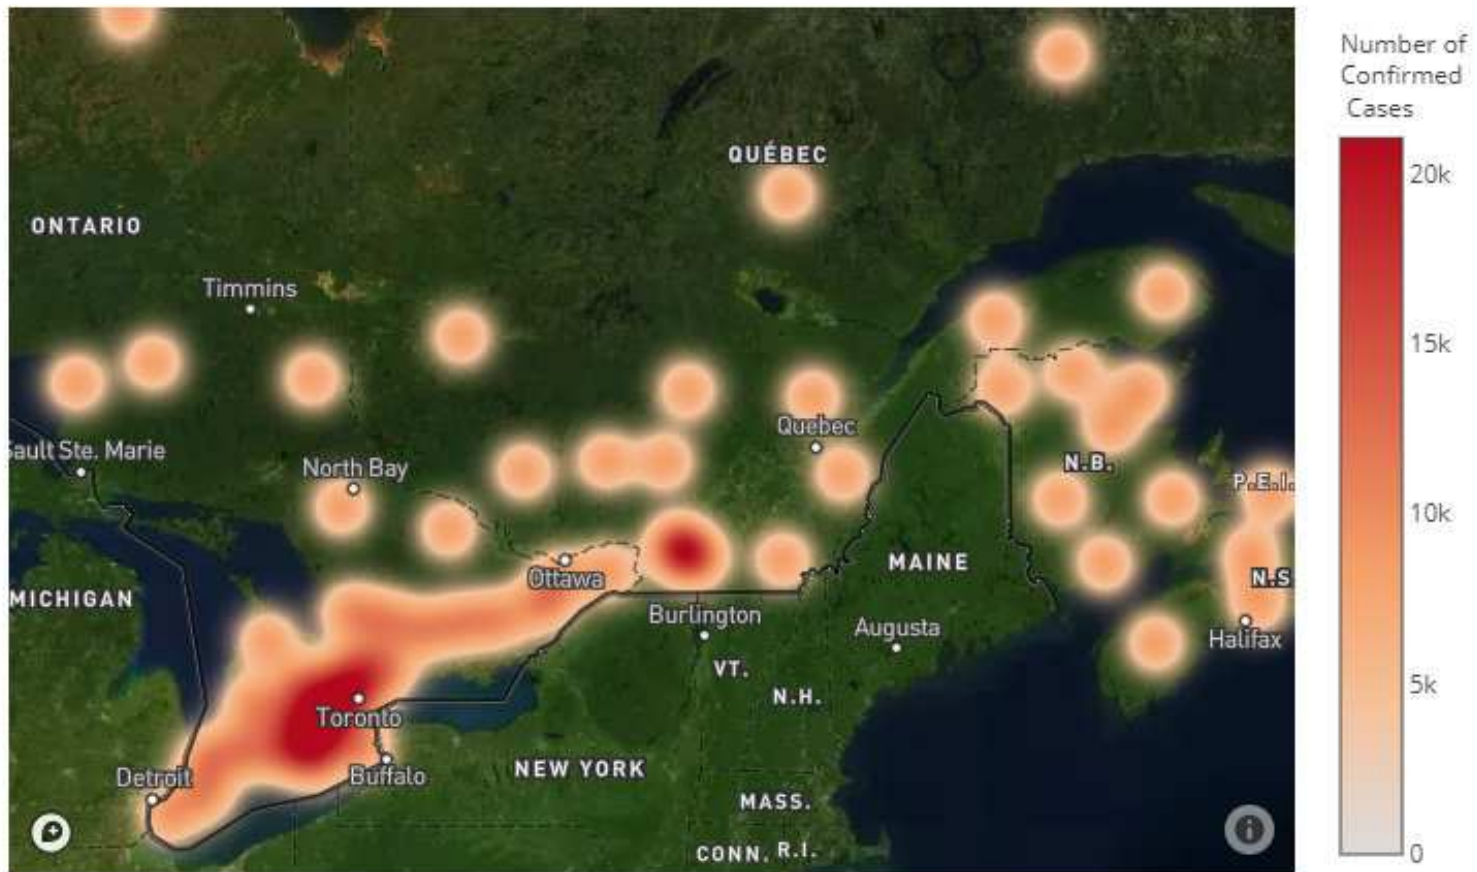 Number of
Confirmed
Cases
20k
15k
10k
5k
0
QUÉBEC
ONTARIO
Timmins
Quebec
Sault Ste. Marie
North Bay
N.B.
P.E.I.
Ottawa
MAINE
N.S
MICHIGAN
Burlington
Augusta
Halifax
VT.
N.H.
Toronto
Detroit
Buffalo
NEW YORK
MASS.
CONN.
R.I.